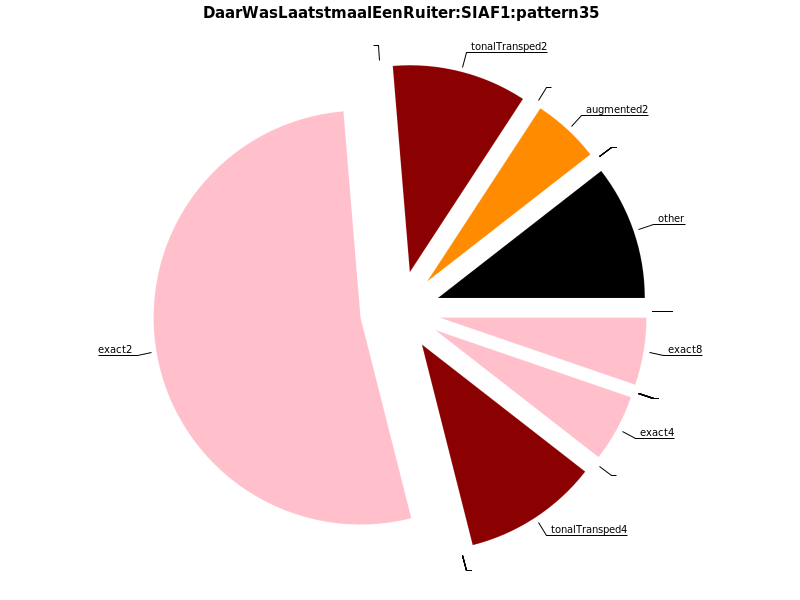 DaarWasLaatstmaalEenRuiter:SIAF1:pattern35
tonalTransped2
augmented2
other
exact2
exact8
exact4
tonalTransped4